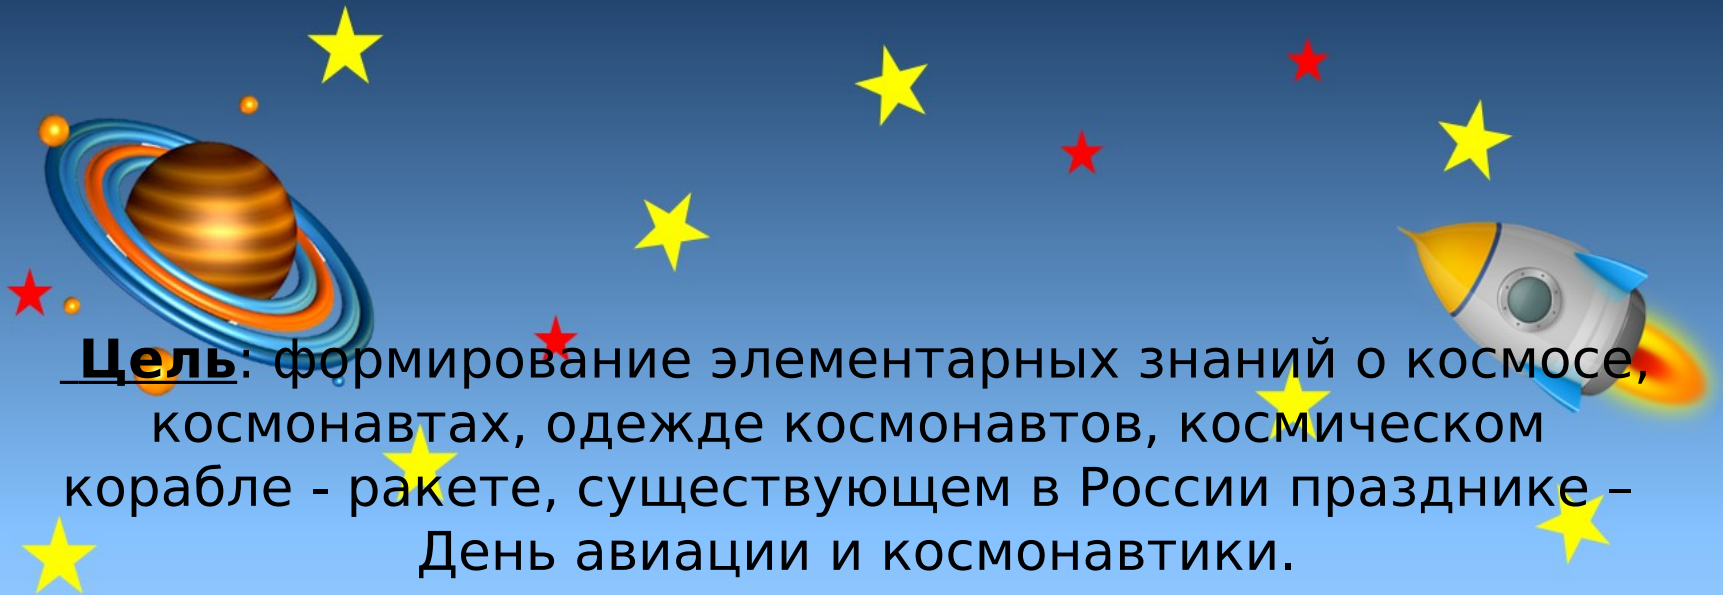 Цель: формирование элементарных знаний о космосе,
космонавтах, одежде космонавтов, космическом
корабле - ракете, существующем в России празднике –
День авиации и космонавтики.